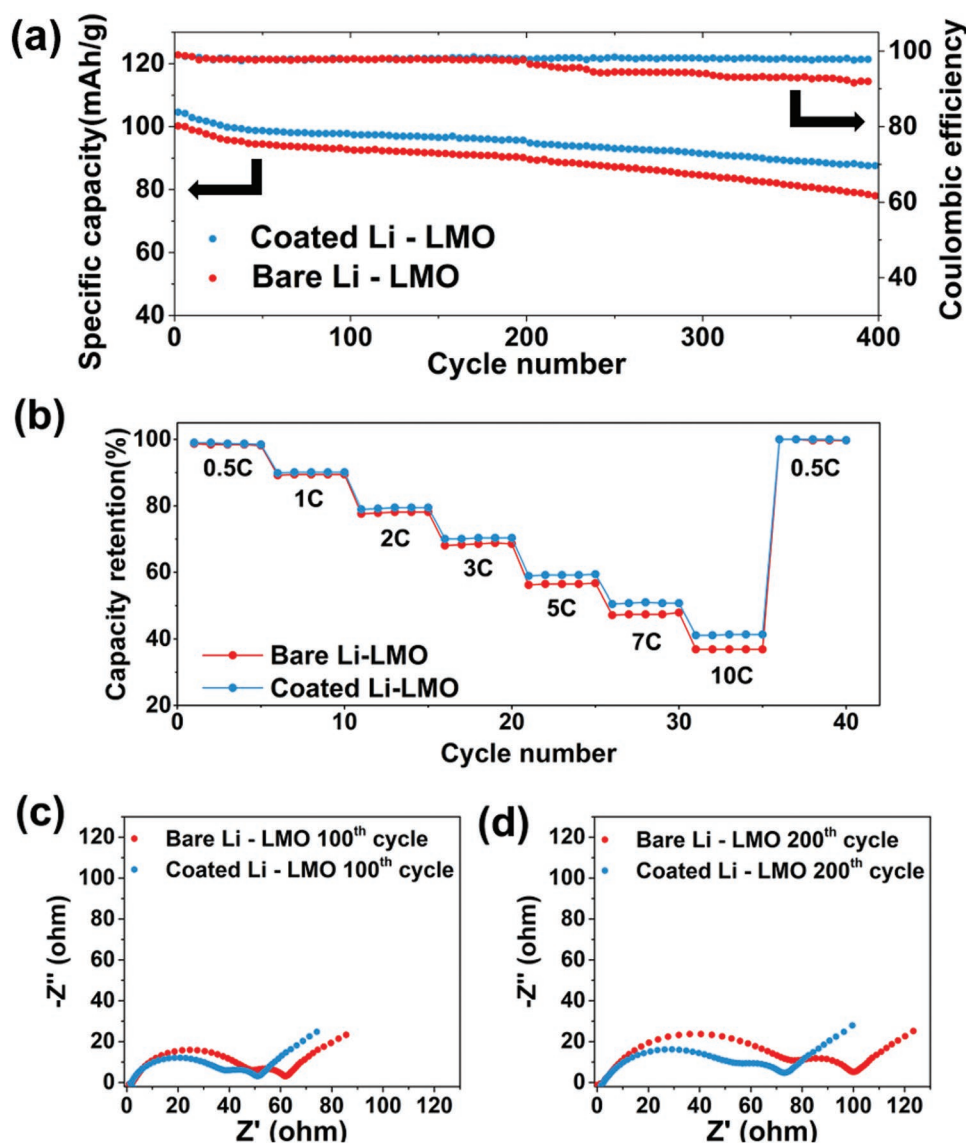 (a)
Specific capacity(mAh/g)
120
100
80
60
40
100
80
60
40
Coulombic efficiency
Coated Li - LMO
Bare Li - LMO
0 100 200 300 400
Cycle number
(b)
Capacity retention(%)
100
80
60
40
20
0.5C
1C
2C
3C
5C
7C
10C
0.5C
Bare Li-LMO
Coated Li-LMO
0 10 20 30 40
Cycle number
(c)
-Z'' (ohm)
120
100
80
60
40
20
0
Bare Li - LMO 100th cycle
Coated Li - LMO 100th cycle
0 20 40 60 80 100 120
Z' (ohm)
(d)
-Z'' (ohm)
120
100
80
60
40
20
0
Bare Li - LMO 200th cycle
Coated Li - LMO 200th cycle
0 20 40 60 80 100 120
Z' (ohm)